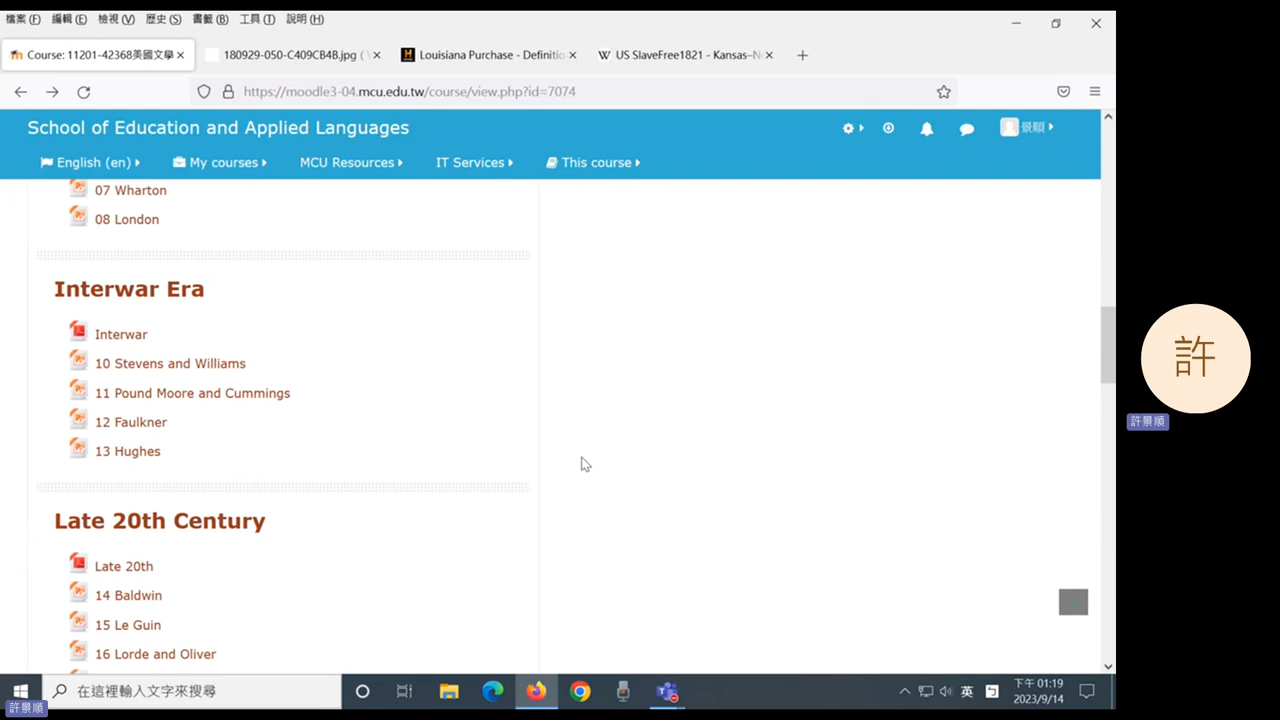 檔案(F) 編輯(E) 檢視(V) 歷史(S) 書籤(B) 工具(T) 說明(H)
Course: 11201-42368美國文學
180929-050-C409CB4B.jpg (
Louisiana Purchase - Definitio
US SlaveFree1821 - Kansas–N
https://moodle3-04.mcu.edu.tw/course/view.php?id=7074
School of Education and Applied Languages
景順
English (en) My courses MCU Resources IT Services This course
07 Wharton
08 London
Interwar Era
Interwar
10 Stevens and Williams
11 Pound Moore and Cummings
12 Faulkner
13 Hughes
Late 20th Century
Late 20th
14 Baldwin
15 Le Guin
16 Lorde and Oliver
許
許景順
在這裡輸入文字來搜尋
英
下午 01:19
2023/9/14
許景順